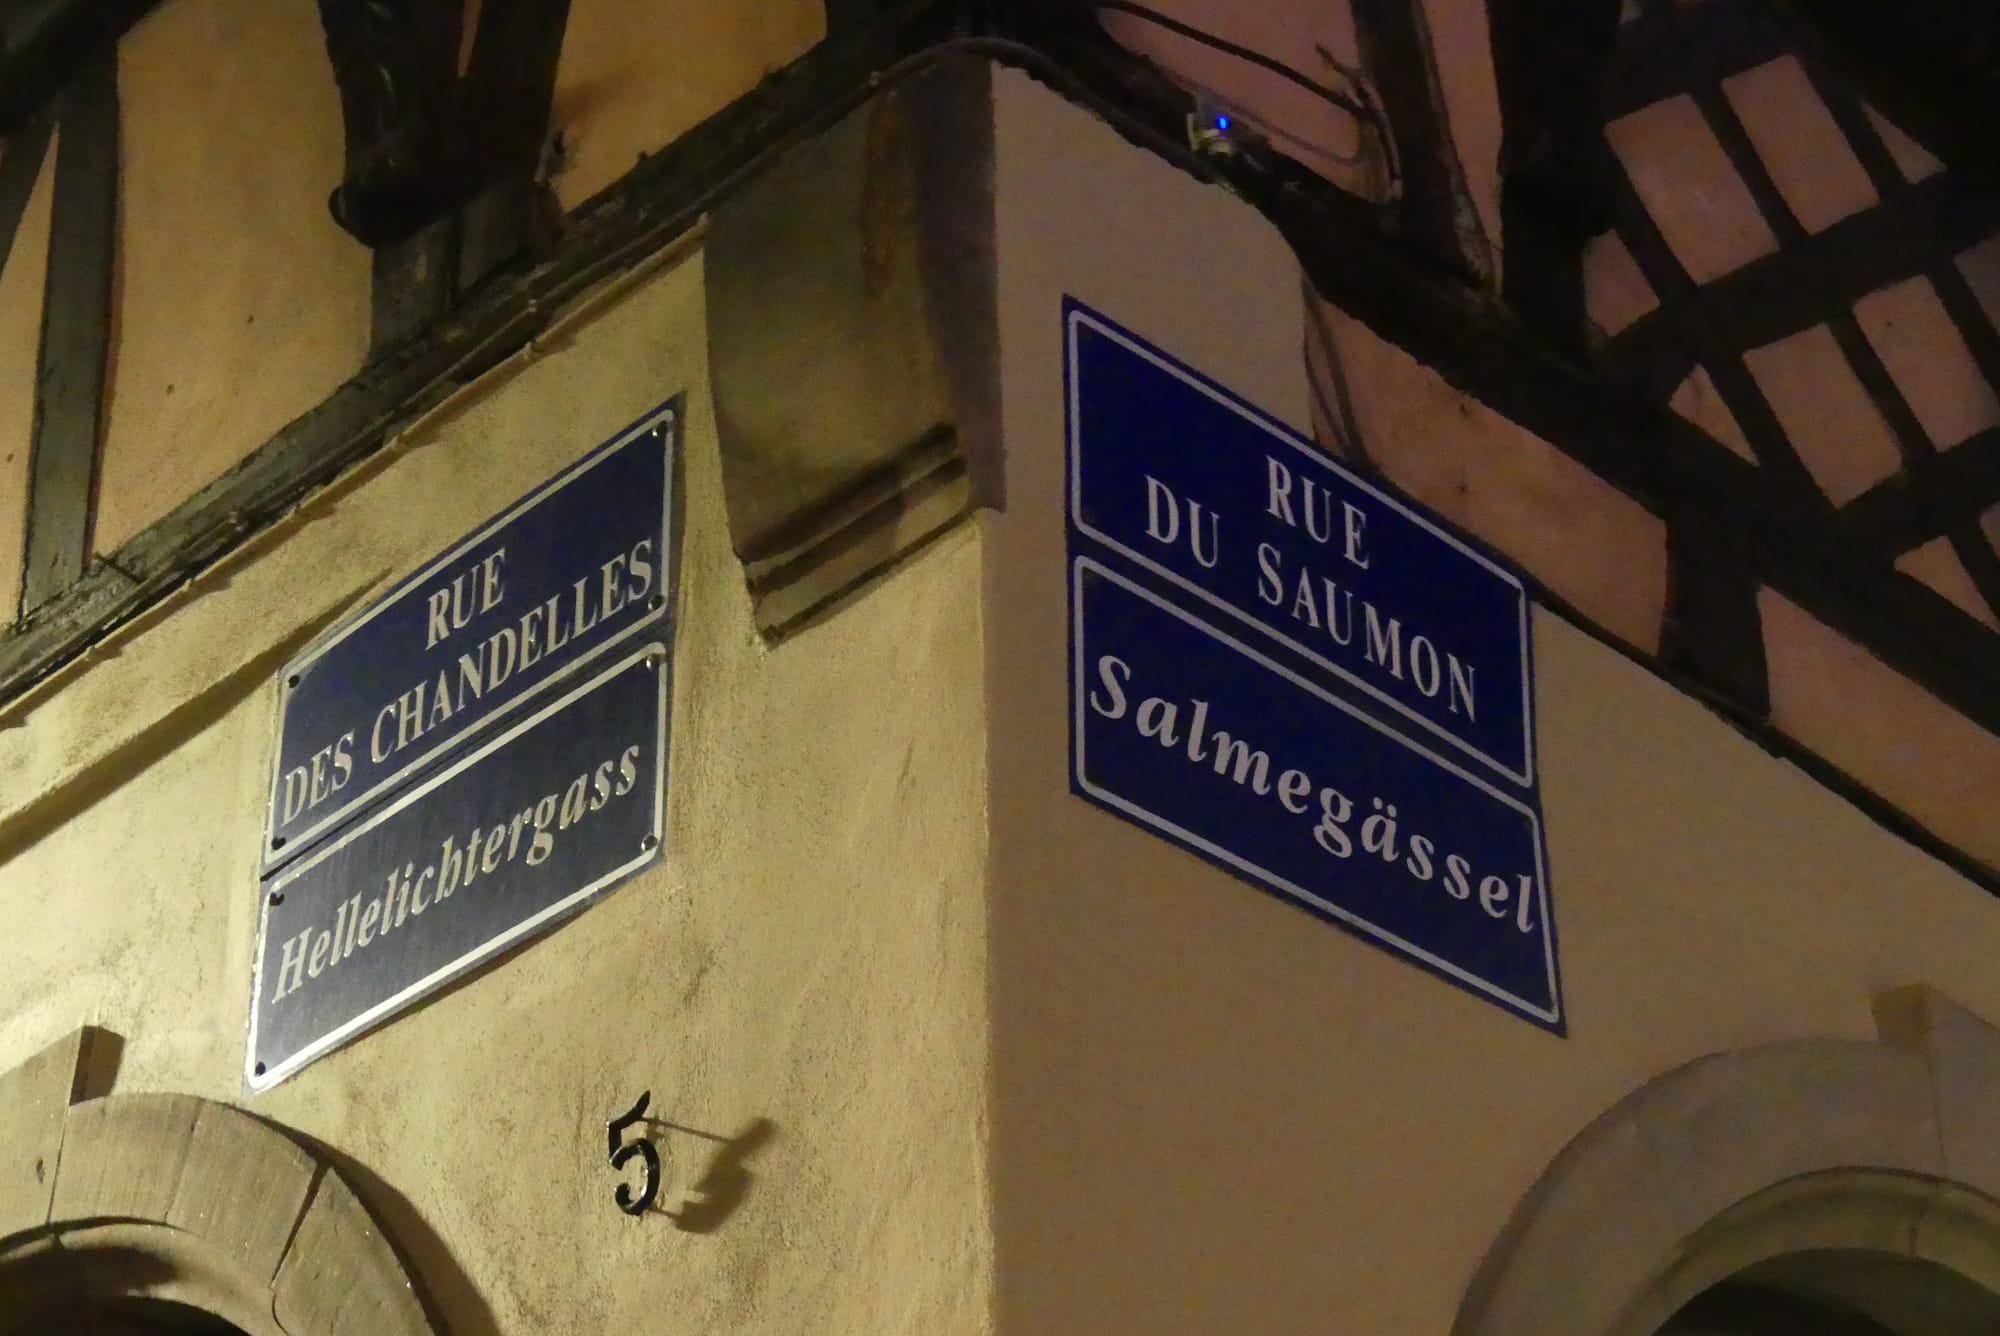 RUE
DES CHANDELLES
Hellelichtergass
5
RUE
DU SAUMON
Salmegässel